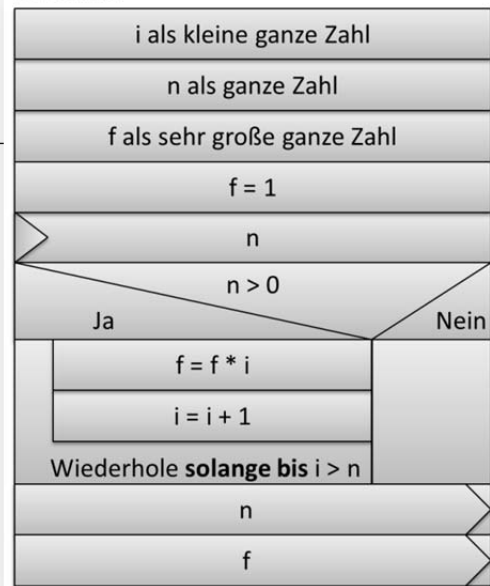 i als kleine ganze Zahl
n als ganze Zahl
f als sehr große ganze Zahl
f = 1
n
n > 0
Ja
Nein
f = f * i
i = i + 1
Wiederhole solange bis i > n
n
f